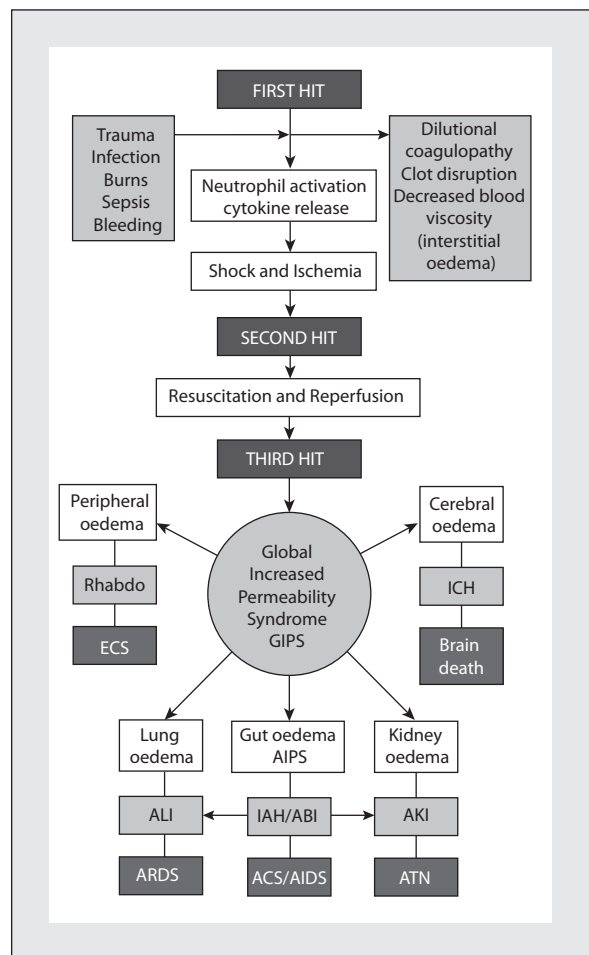 FIRST HIT
Trauma
Infection
Burns
Sepsis
Bleeding
Dilutional
coagulopathy
Clot disruption
Decreased blood
viscosity
(interstitial
oedema)
Neutrophil activation
cytokine release
Shock and Ischemia
SECOND HIT
Resuscitation and Reperfusion
THIRD HIT
Peripheral
oedema
Rhabdo
ECS
Global
Increased
Permeability
Syndrome
GIPS
Cerebral
oedema
ICH
Brain
death
Lung
oedema
Gut oedema
AIPS
Kidney
oedema
ALI
IAH/ABI
AKI
ARDS
ACS/AIDS
ATN